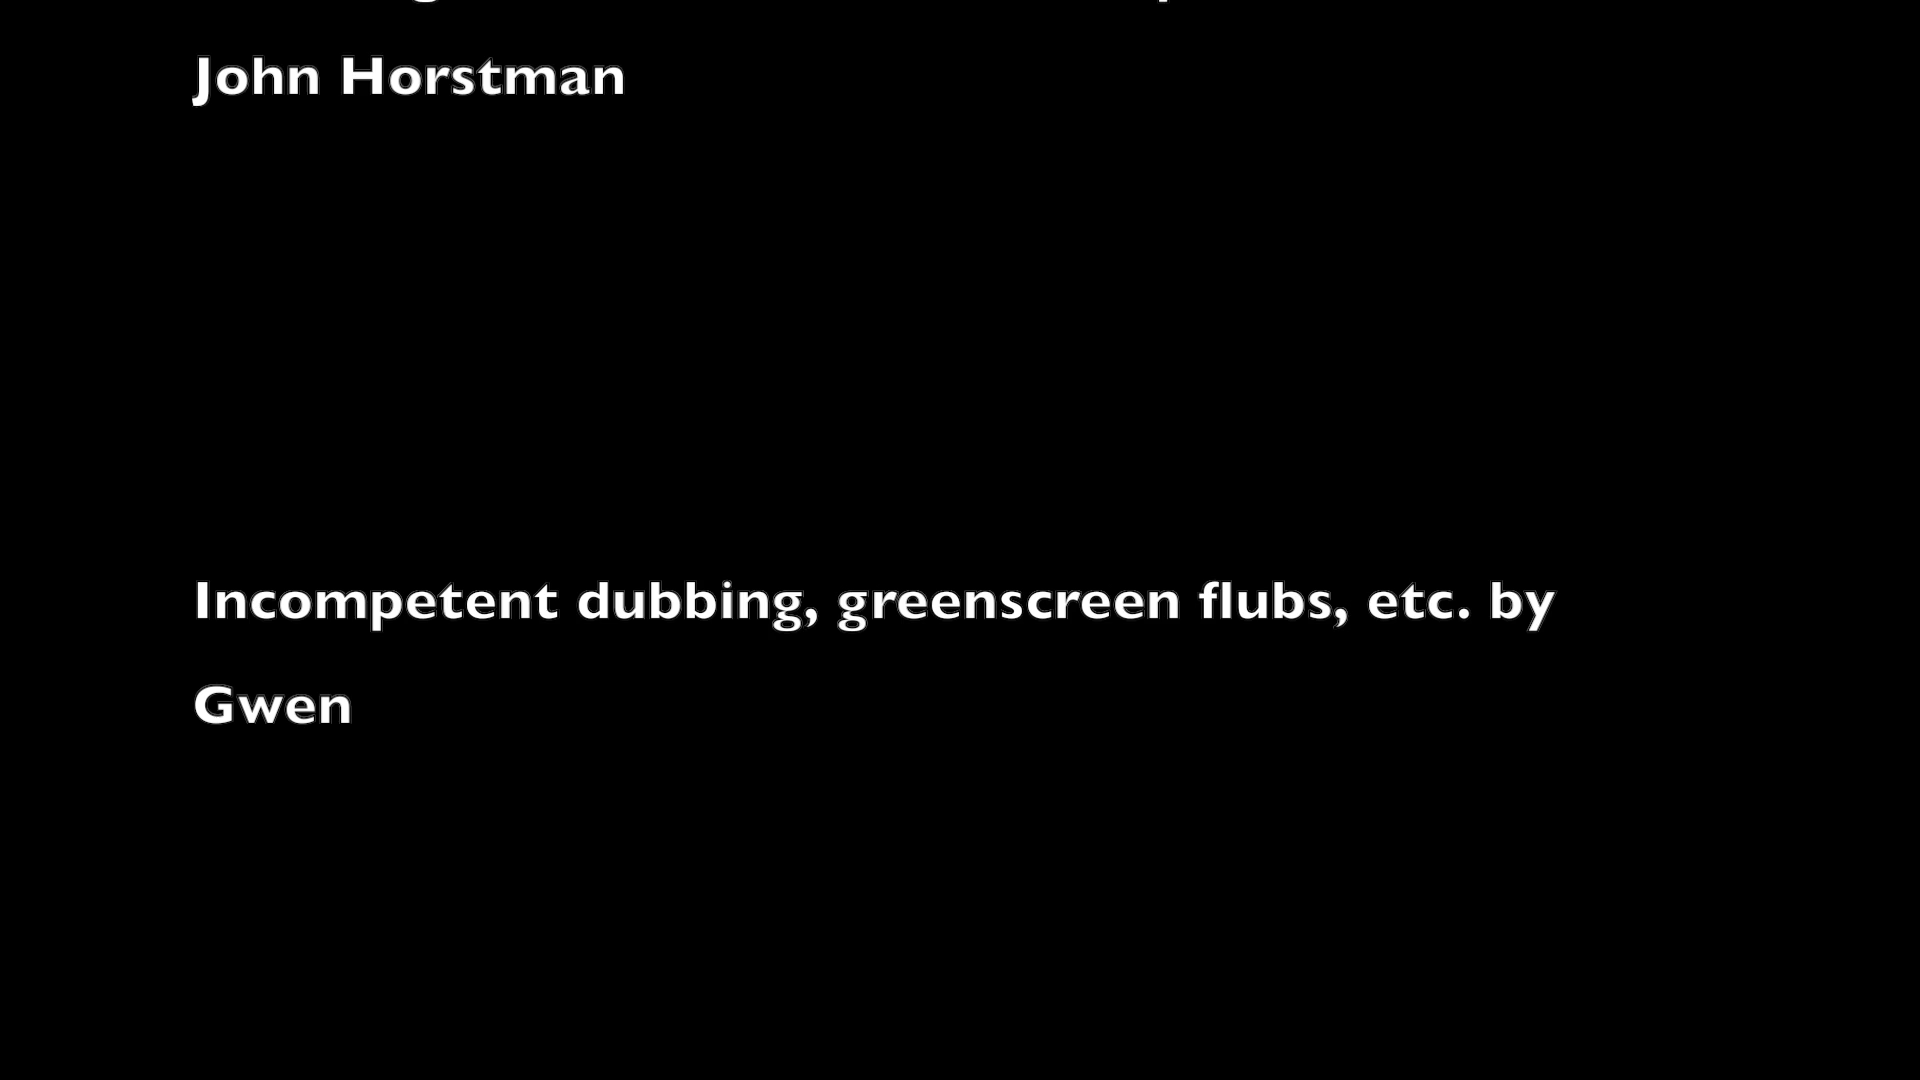 John Horstman
Incompetent dubbing, greenscreen flubs, etc. by
Gwen